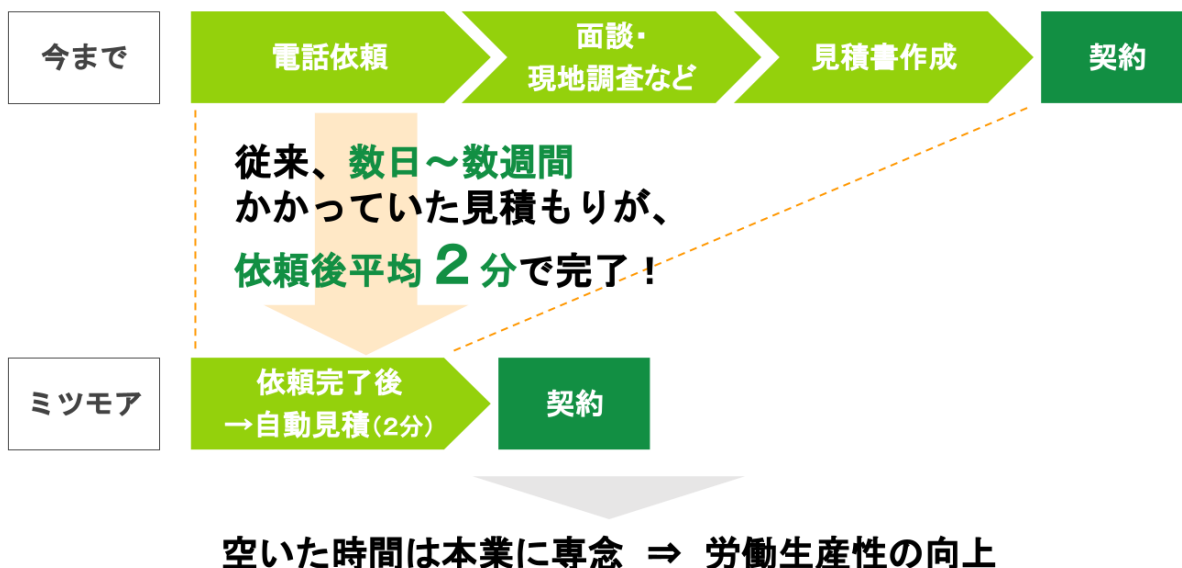 今まで
電話依頼
面談・
現地調査など
見積書作成
契約
従来、数日～数週間
かかっていた見積もりが、
依頼後平均２分で完了！
ミツモア
依頼完了後
→自動見積（２分）
契約
空いた時間は本業に専念 ⇒ 労働生産性の向上